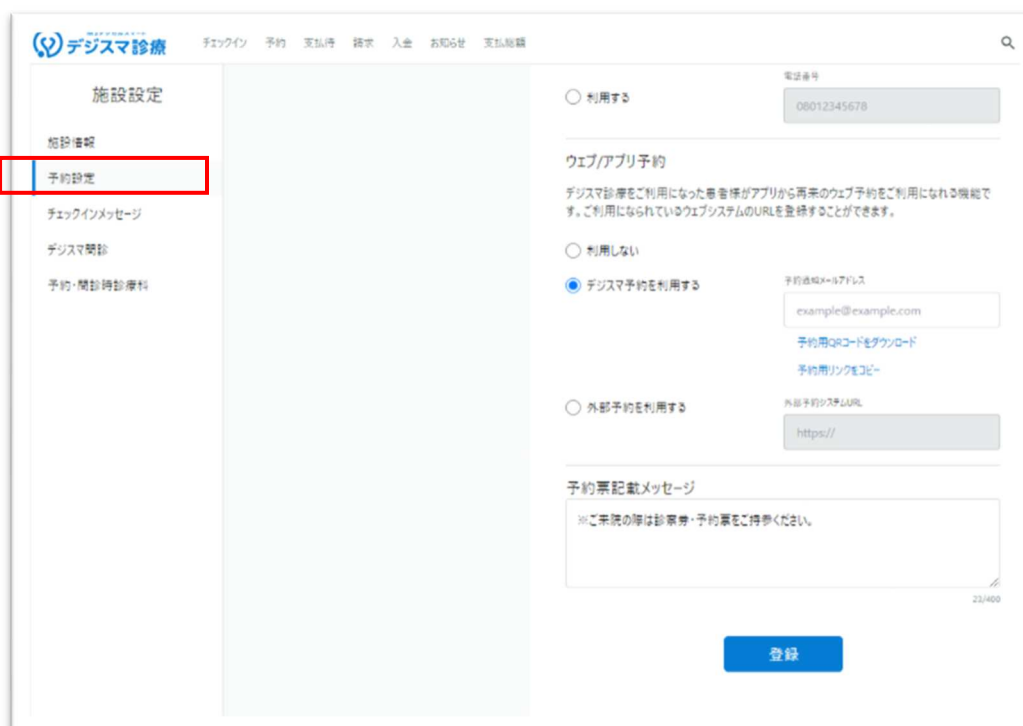 デジスマ診療
チェックイン 予約 支払待 請求 入金 お知らせ 支払総額
施設設定
施設情報
予約設定
チェックインメッセージ
デジスマ問診
予約・問診時診療科
電話番号
利用する
08012345678
ウェブ/アプリ予約
デジスマ診療をご利用になった患者様がアプリから再来のウェブ予約をご利用になれる機能で
す。ご利用になられているウェブシステムのURLを登録することができます。
利用しない
デジスマ予約を利用する
予約通知メールアドレス
example@example.com
予約用QRコードをダウンロード
予約用リンクをコピー
外部予約を利用する
外部予約システムURL
https://
予約票記載メッセージ
※ご来院の際は診察券・予約票をご持参ください。
23/400
登録